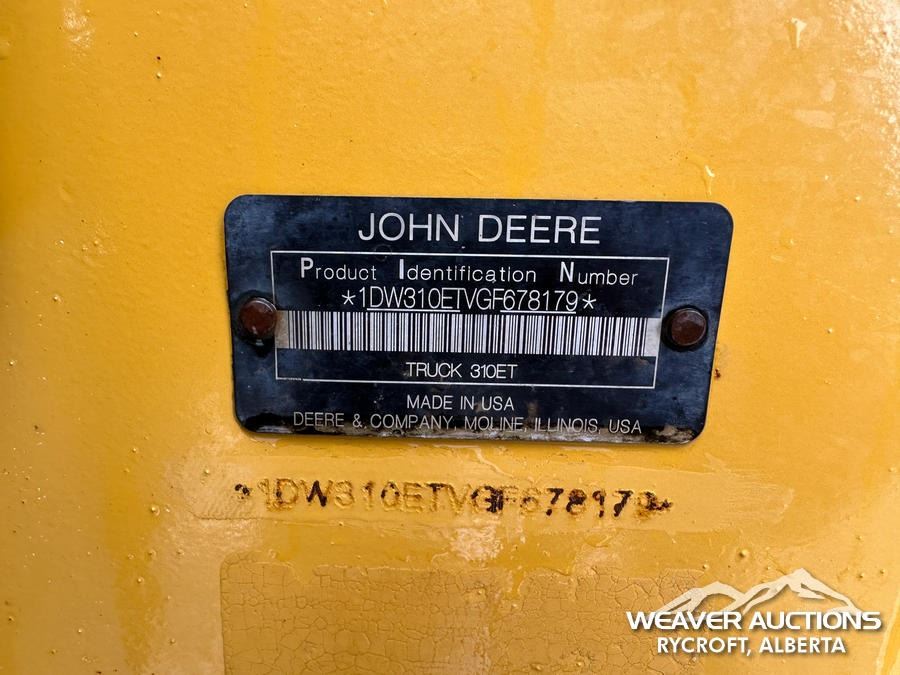 JOHN DEERE
Product Identification Number
*1DW310ETVGF678179*
TRUCK 310ET
MADE IN USA
DEERE & COMPANY, MOLINE, ILLINOIS, USA
*1DW310ETVGF678179*
WEAVER AUCTIONS
RYCROFT, ALBERTA